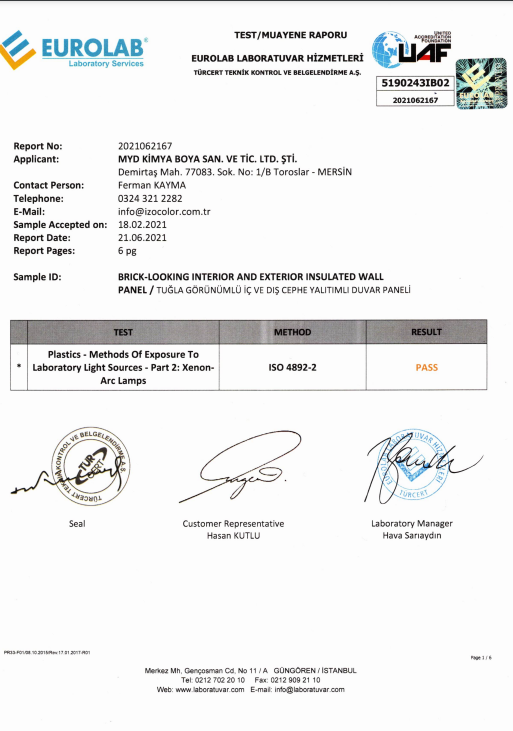 EUROLAB®
Laboratory Services
TEST/MUAYENE RAPORU
EUROLAB LABORATUVAR HİZMETLERİ
TÜRCERT TEKNİK KONTROL VE BELGELENDİRME A.Ş.
UNITED
ACCREDITATION
FOUNDATION
UAF
5190243IB02
2021062167
Report No: 2021062167
Applicant: MYD KİMYA BOYA SAN. VE TİC. LTD. ŞTİ.
Demirtaş Mah. 77083. Sok. No: 1/B Toroslar - MERSİN
Contact Person: Ferman KAYMA
Telephone: 0324 321 2282
E-Mail: info@izocolor.com.tr
Sample Accepted on: 18.02.2021
Report Date: 21.06.2021
Report Pages: 6 pg
Sample ID: BRICK-LOOKING INTERIOR AND EXTERIOR INSULATED WALL
PANEL / TUĞLA GÖRÜNÜMLÜ İÇ VE DIŞ CEPHE YALITIMLI DUVAR PANELİ
TEST METHOD RESULT
Plastics - Methods Of Exposure To
* Laboratory Light Sources - Part 2: Xenon- ISO 4892-2 PASS
Arc Lamps
TÜRCERT TEKNİK KONTROL VE BELGELENDİRME A.Ş.
TÜRCERT
Seal Customer Representative Laboratory Manager
Hasan KUTLU Hava Sarıaydın
PR33-F01/08.10.2015/Rev:17.01.2017-R01
Page 1 / 6
Merkez Mh. Gençosman Cd. No 11 / A GÜNGÖREN / İSTANBUL
Tel: 0212 702 20 10 Fax: 0212 909 21 10
Web: www.laboratuvar.com E-mail: info@laboratuvar.com